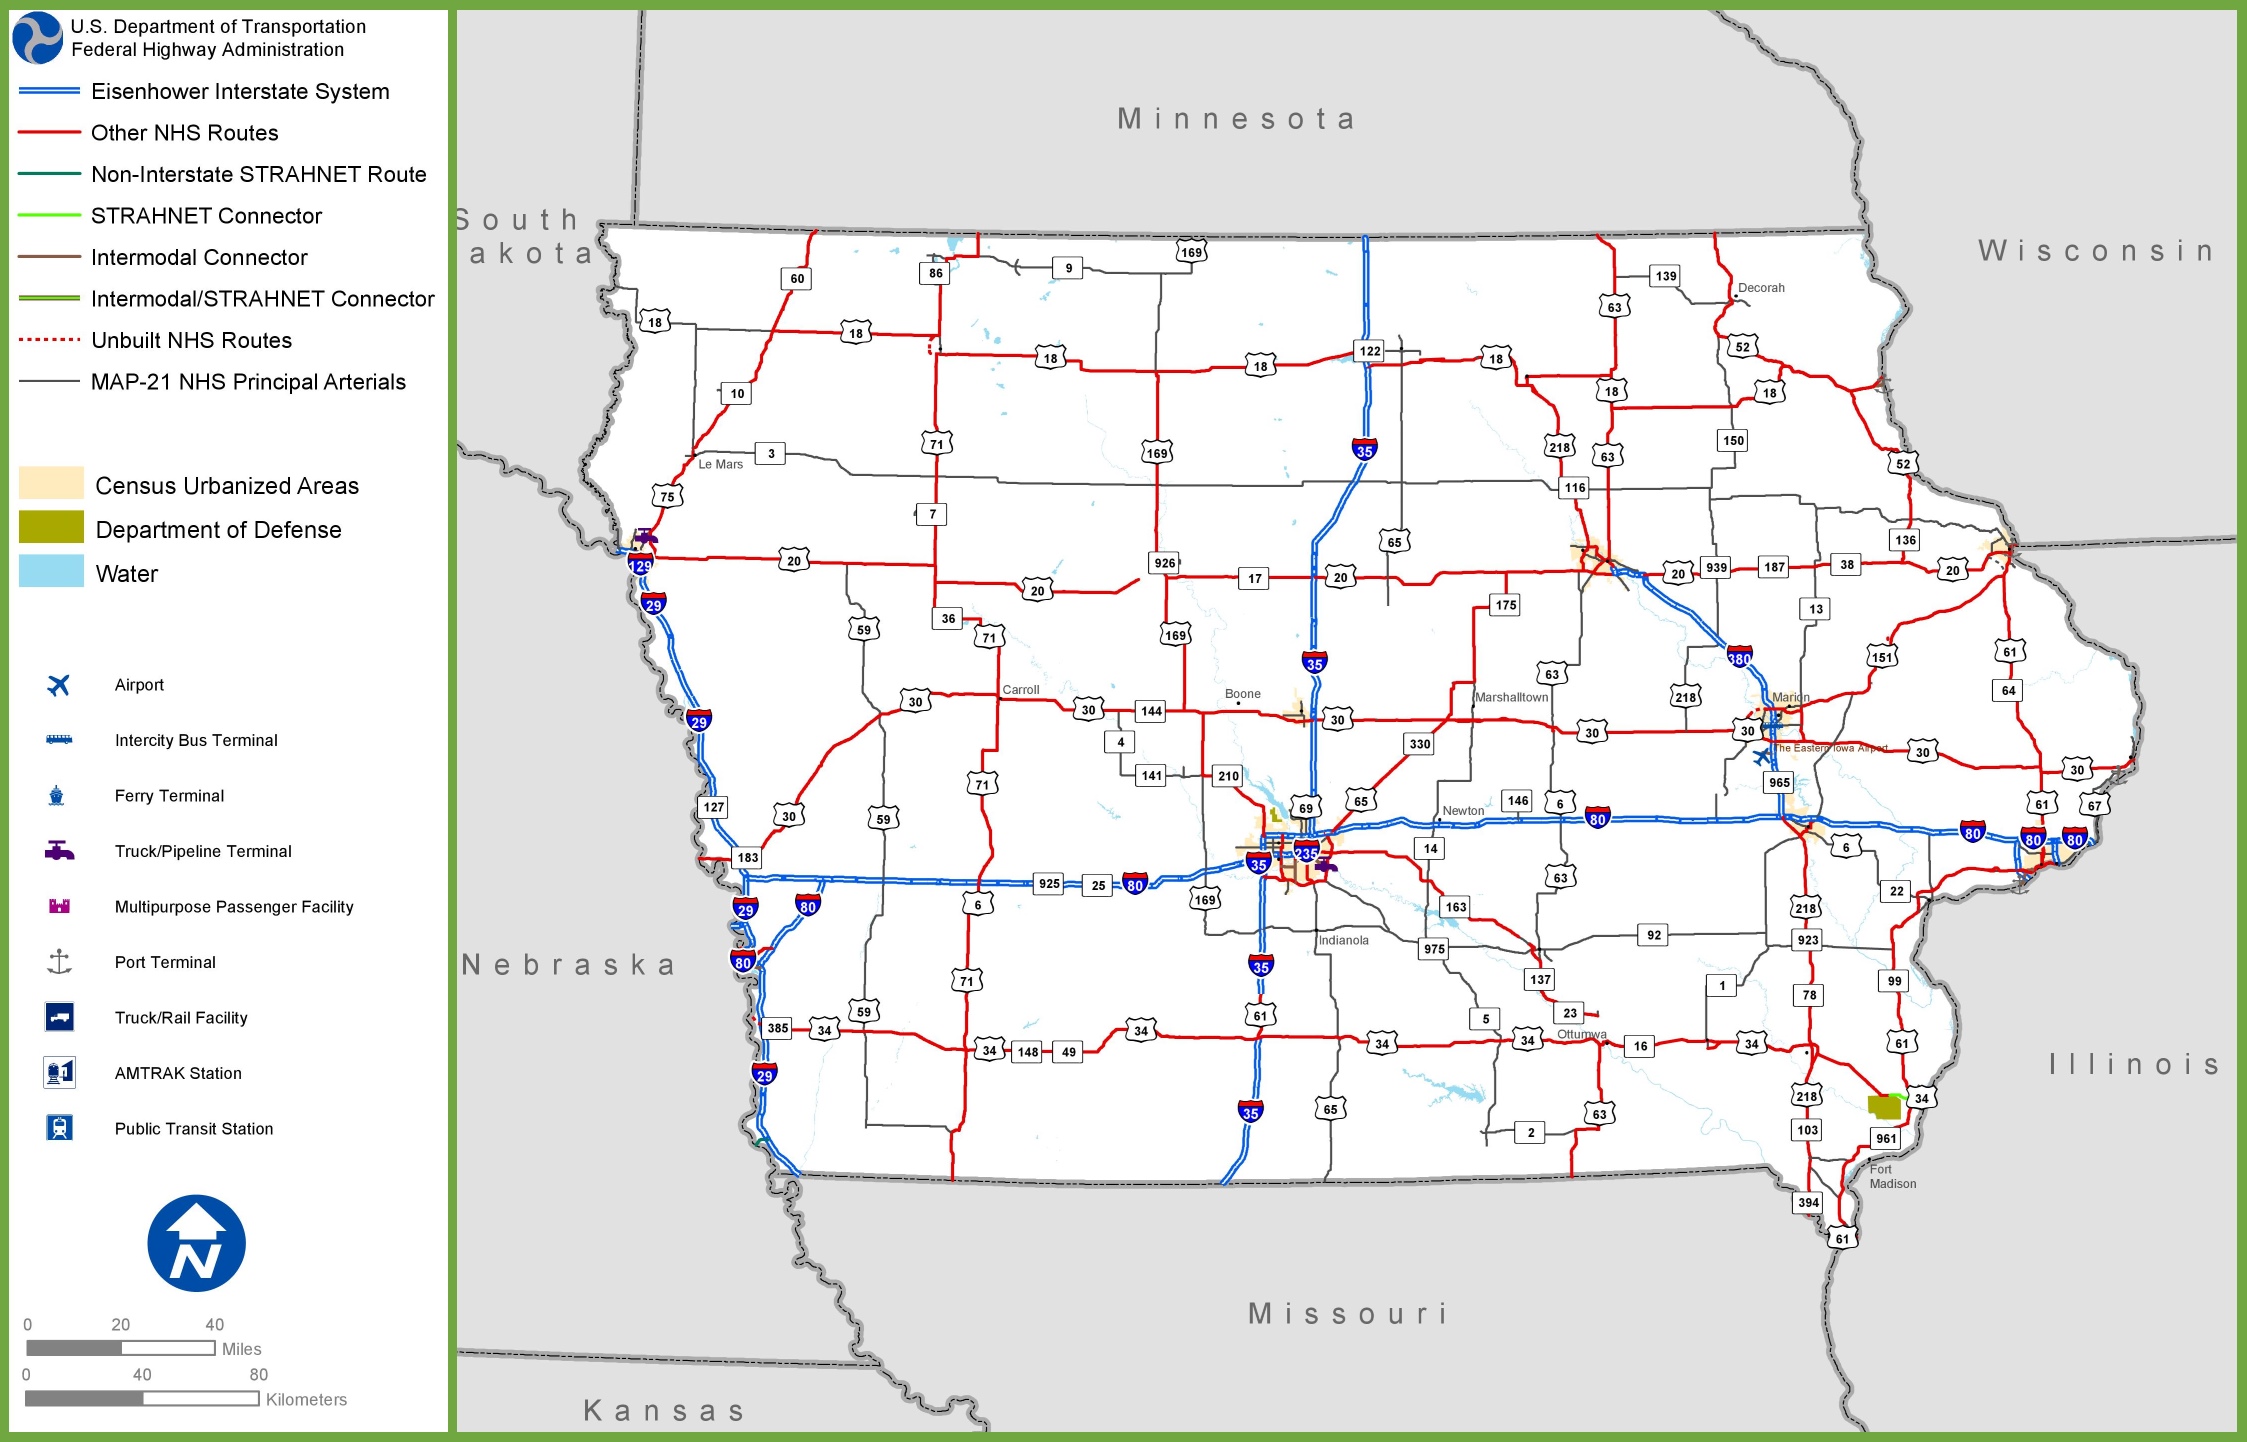 U.S. Department of Transportation
Federal Highway Administration
Eisenhower Interstate System
Other NHS Routes
Non-Interstate STRAHNET Route
STRAHNET Connector
Intermodal Connector
Intermodal/STRAHNET Connector
Unbuilt NHS Routes
MAP-21 NHS Principal Arterials
Census Urbanized Areas
Department of Defense
Water
Airport
Intercity Bus Terminal
Ferry Terminal
Truck/Pipeline Terminal
Multipurpose Passenger Facility
Port Terminal
Truck/Rail Facility
AMTRAK Station
Public Transit Station
N
0 20 40
Miles
0 40 80
Kilometers
Minnesota
South
akota
Wisconsin
169
9
86
60
139
63
Decorah
18
18
18
18
122
18
52
10
18
18
71
169
35
218
63
150
3
Le Mars
52
75
7
116
65
136
129
20
926
17
20
20
939
187
38
20
20
29
36
71
59
169
175
13
35
63
380
151
61
30
Carroll
Boone
Marshalltown
218
Marion
64
29
30
144
30
30
30
4
330
The Eastern Iowa Airport
30
30
141
210
71
965
127
30
59
69
65
Newton
146
6
80
61
67
80
80
80
183
35
235
14
6
925
25
80
63
22
29
80
6
169
163
218
80
Indianola
975
92
923
35
71
137
1
78
99
59
61
23
5
385
34
34
148
49
34
34
34
Ottumwa
16
34
61
29
35
65
63
218
34
2
103
961
Fort
Madison
394
61
Nebraska
Illinois
Missouri
Kansas